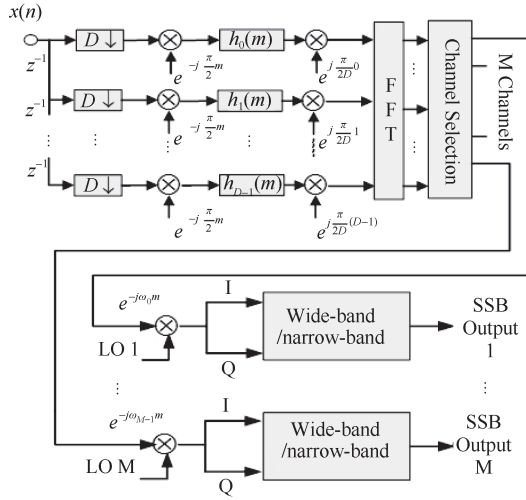 x(n)
D↓
h₀(m)
z⁻¹
e^{-j π/2 m}
e^{j π/2D 0}
z⁻¹
D↓
h₁(m)
e^{-j π/2 m}
e^{j π/2D 1}
z⁻¹
D↓
h_{D-1}(m)
e^{-j π/2 m}
e^{j π/2D (D-1)}
FFT
Channel Selection
M Channels
e^{-jω₀m}
LO 1
I
Q
Wide-band
/narrow-band
SSB
Output
1
e^{-jω_{M-1}m}
LO M
I
Q
Wide-band
/narrow-band
SSB
Output
M